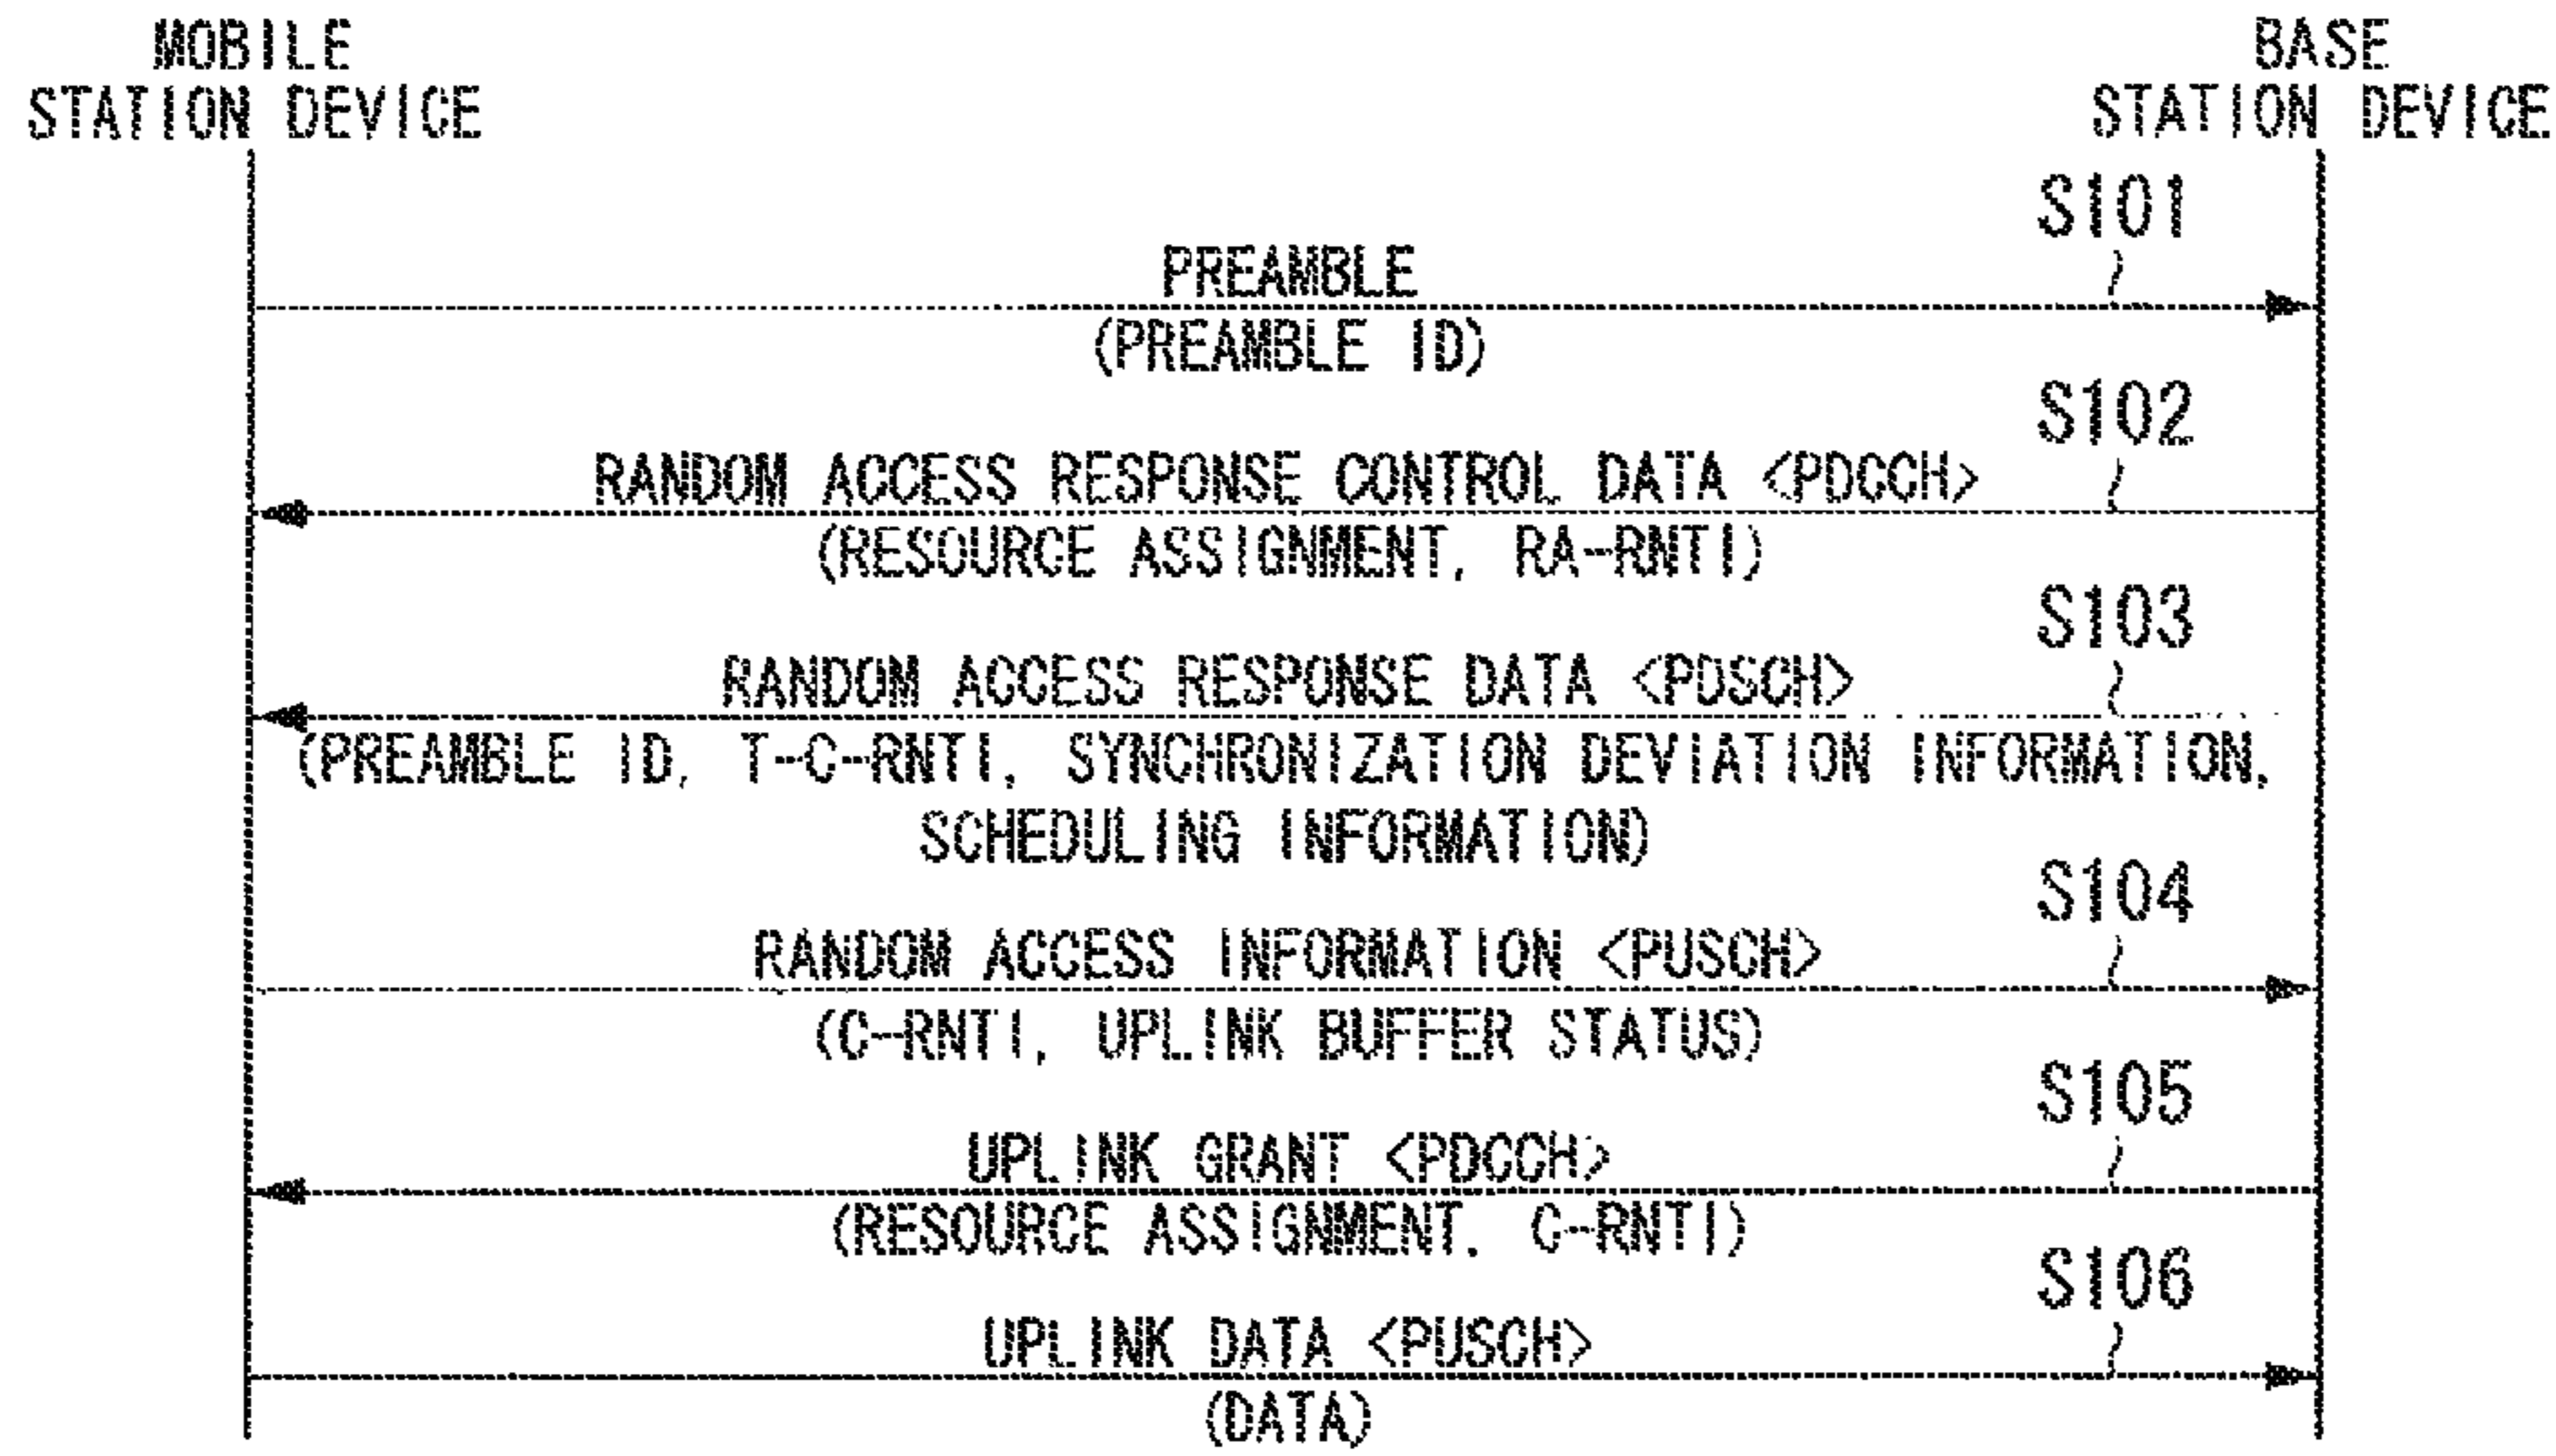 MOBILE
STATION DEVICE
BASE
STATION DEVICE
S101
PREAMBLE
(PREAMBLE ID)
S102
RANDOM ACCESS RESPONSE CONTROL DATA <PDCCH>
(RESOURCE ASSIGNMENT, RA-RNTI)
S103
RANDOM ACCESS RESPONSE DATA <PDSCH>
(PREAMBLE ID, T-C-RNTI, SYNCHRONIZATION DEVIATION INFORMATION,
SCHEDULING INFORMATION)
S104
RANDOM ACCESS INFORMATION <PUSCH>
(C-RNTI, UPLINK BUFFER STATUS)
S105
UPLINK GRANT <PDCCH>
(RESOURCE ASSIGNMENT, C-RNTI)
S106
UPLINK DATA <PUSCH>
(DATA)